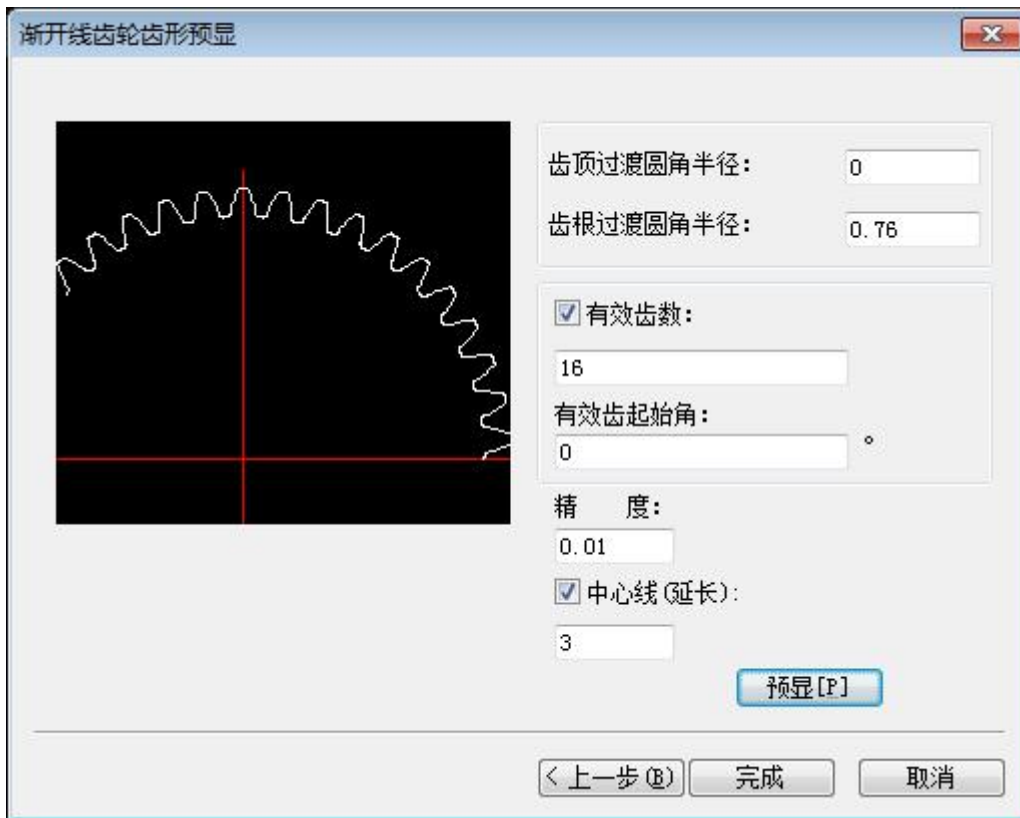 渐开线齿轮齿形预显
齿顶过渡圆角半径: 0
齿根过渡圆角半径: 0.76
有效齿数:
16
有效齿起始角:
0 °
精 度:
0.01
中心线(延长):
3
预显[P]
< 上一步(B) 完成 取消